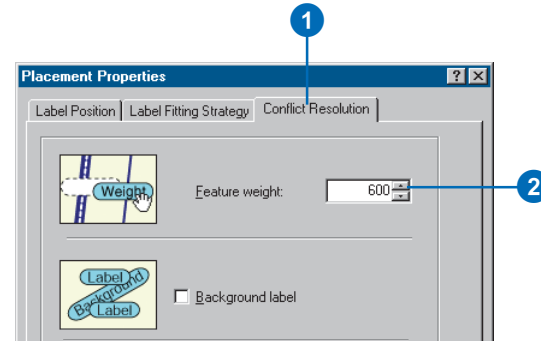 1
Placement Properties
Label Position Label Fitting Strategy Conflict Resolution
Weight
Feature weight: 600
2
Label
Background
Label
Background label